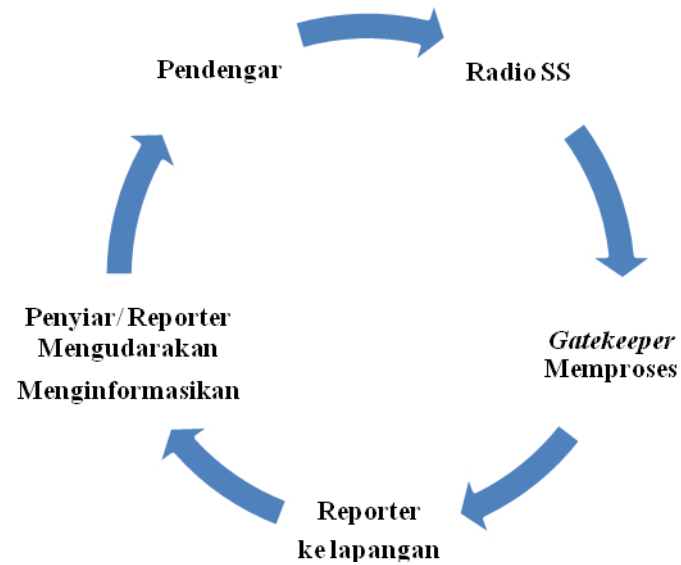 Pendengar
Radio SS
Gatekeeper
Memproses
Reporter
ke lapangan
Penyiar/Reporter
Mengudarakan
Menginformasikan